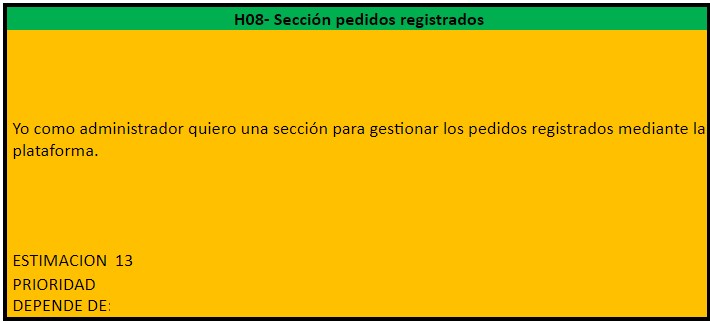 H08- Sección pedidos registrados
Yo como administrador quiero una sección para gestionar los pedidos registrados mediante la
plataforma.
ESTIMACION 13
PRIORIDAD
DEPENDE DE: